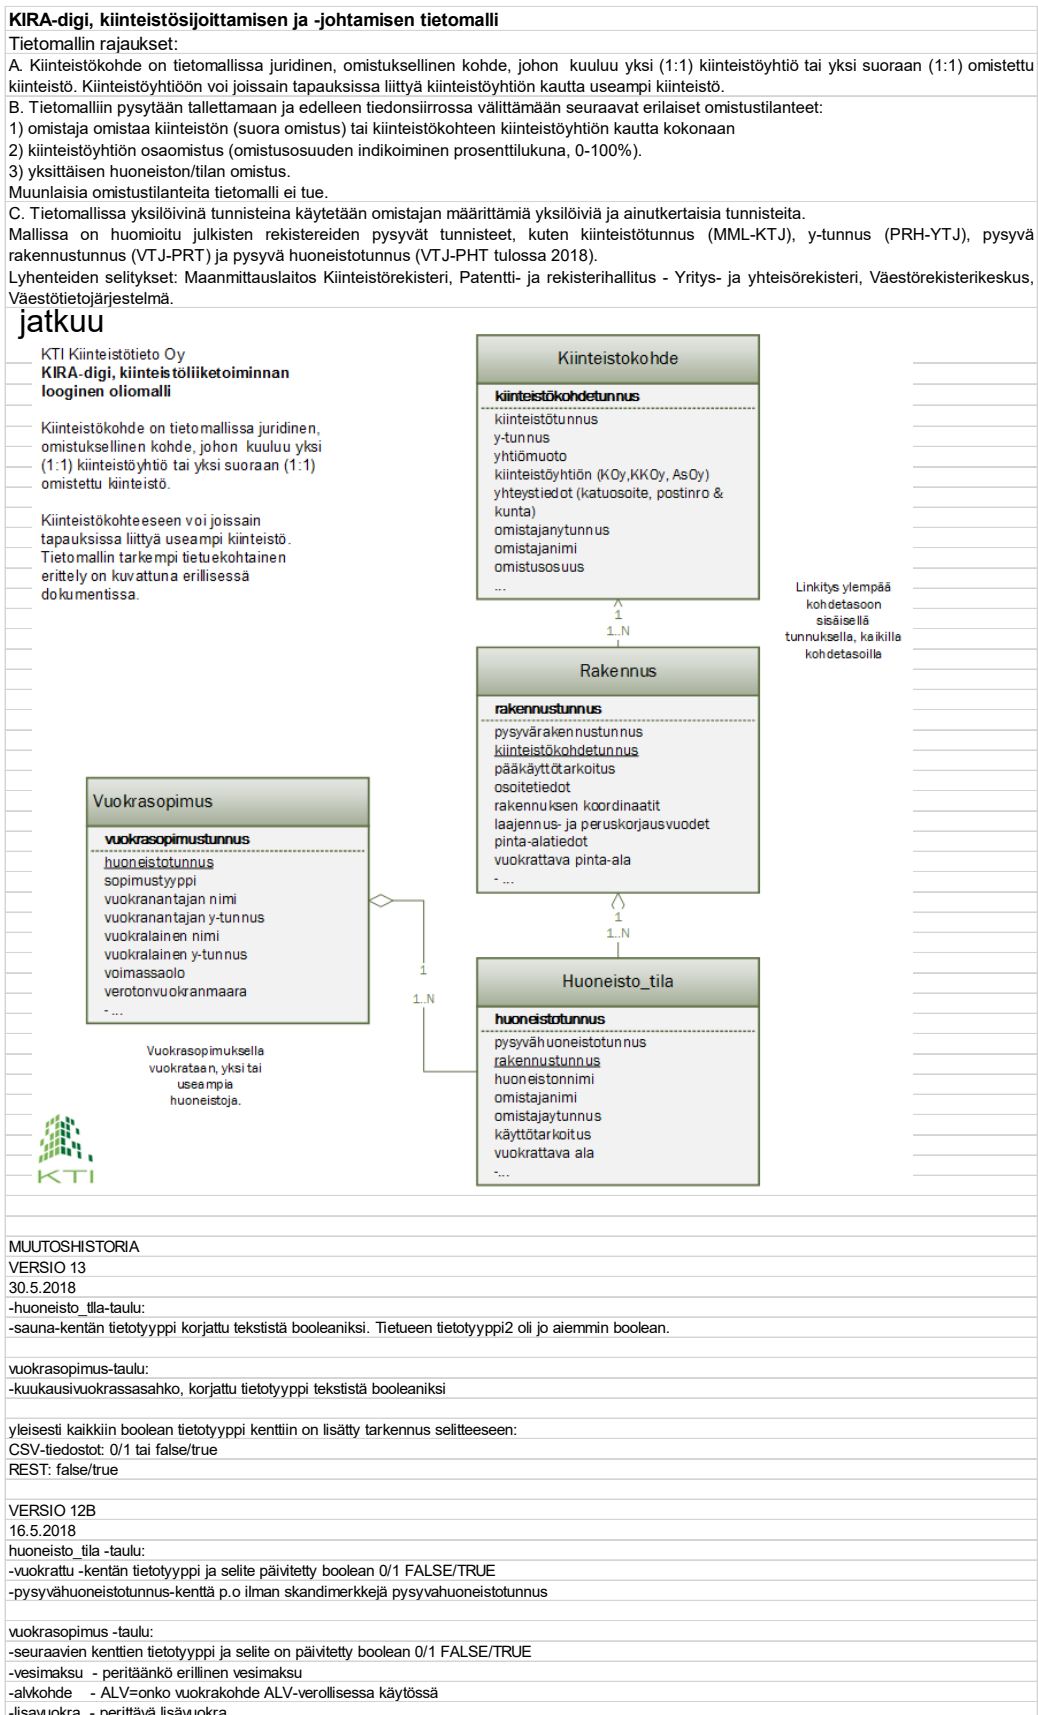 KIRA-digi, kiinteistösijoittamisen ja -johtamisen tietomalli
Tietomallin rajaukset:
A. Kiinteistökohde on tietomallissa juridinen, omistuksellinen kohde, johon kuuluu yksi (1:1) kiinteistöyhtiö tai yksi suoraan (1:1) omistettu
kiinteistö. Kiinteistöyhtiöön voi joissain tapauksissa liittyä kiinteistöyhtiön kautta useampi kiinteistö.
B. Tietomalliin pysytään tallettamaan ja edelleen tiedonsiirrossa välittämään seuraavat erilaiset omistustilanteet:
1) omistaja omistaa kiinteistön (suora omistus) tai kiinteistökohteen kiinteistöyhtiön kautta kokonaan
2) kiinteistöyhtiön osaomistus (omistusosuuden indikoiminen prosenttilukuna, 0-100%).
3) yksittäisen huoneiston/tilan omistus.
Muunlaisia omistustilanteita tietomalli ei tue.
C. Tietomallissa yksilöivinä tunnisteina käytetään omistajan määrittämiä yksilöiviä ja ainutkertaisia tunnisteita.
Mallissa on huomioitu julkisten rekistereiden pysyvät tunnisteet, kuten kiinteistötunnus (MML-KTJ), y-tunnus (PRH-YTJ), pysyvä
rakennustunnus (VTJ-PRT) ja pysyvä huoneistotunnus (VTJ-PHT tulossa 2018).
Lyhenteiden selitykset: Maanmittauslaitos Kiinteistörekisteri, Patentti- ja rekisterihallitus - Yritys- ja yhteisörekisteri, Väestörekisterikeskus,
Väestötietojärjestelmä.
jatkuu
KTI Kiinteistötieto Oy
KIRA-digi, kiinteistöliiketoiminnan
looginen oliomalli
Kiinteistökohde on tietomallissa juridinen,
omistuksellinen kohde, johon kuuluu yksi
(1:1) kiinteistöyhtiö tai yksi suoraan (1:1)
omistettu kiinteistö.
Kiinteistökohteeseen voi joissain
tapauksissa liittyä useampi kiinteistö.
Tietomallin tarkempi tietuekohtainen
erittely on kuvattuna erillisessä
dokumentissa.
Kiinteistokohde
kiinteistökohdetunnus
kiinteistötunnus
y-tunnus
yhtiömuoto
kiinteistöyhtiön (KOy,KKOy, AsOy)
yhteystiedot (katuosoite, postinro &
kunta)
omistajanytunnus
omistajanimi
omistusosuus
...
Linkitys ylempää
kohdetasoon
sisäisellä
tunnuksella, kaikilla
kohdetasoilla
1
1..N
Rakennus
rakennustunnus
pysyvärakennustunnus
kiinteistökohdetunnus
pääkäyttötarkoitus
osoitetiedot
rakennuksen koordinaatit
laajennus- ja peruskorjausvuodet
pinta-alatiedot
vuokrattava pinta-ala
- ...
Vuokrasopimus
vuokrasopimustunnus
huoneistotunnus
sopimustyyppi
vuokranantajan nimi
vuokranantajan y-tunnus
vuokralainen nimi
vuokralainen y-tunnus
voimassaolo
verotonvuokranmaara
- ...
1
1..N
1
1..N
Vuokrasopimuksella
vuokrataan, yksi tai
useampia
huoneistoja.
Huoneisto_tila
huoneistotunnus
pysyvähuoneistotunnus
rakennustunnus
huoneistonnimi
omistajanimi
omistajaytunnus
käyttötarkoitus
vuokrattava ala
-...
KTI
MUUTOSHISTORIA
VERSIO 13
30.5.2018
-huoneisto_tlla-taulu:
-sauna-kentän tietotyyppi korjattu tekstistä booleaniksi. Tietueen tietotyyppi2 oli jo aiemmin boolean.
vuokrasopimus-taulu:
-kuukausivuokrassasahko, korjattu tietotyyppi tekstistä booleaniksi
yleisesti kaikkiin boolean tietotyyppi kenttiin on lisätty tarkennus selitteeseen:
CSV-tiedostot: 0/1 tai false/true
REST: false/true
VERSIO 12B
16.5.2018
huoneisto_tila -taulu:
-vuokrattu -kentän tietotyyppi ja selite päivitetty boolean 0/1 FALSE/TRUE
-pysyvähuoneistotunnus-kenttä p.o ilman skandimerkkejä pysyvahuoneistotunnus
vuokrasopimus -taulu:
-seuraavien kenttien tietotyyppi ja selite on päivitetty boolean 0/1 FALSE/TRUE
-vesimaksu - peritäänkö erillinen vesimaksu
-alvkohde - ALV=onko vuokrakohde ALV-verollisessa käytössä
-lisavuokra - perittävä lisävuokra